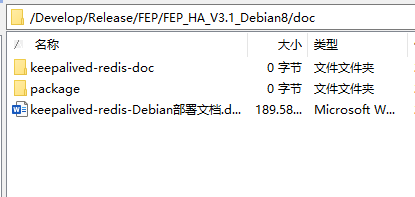 /Develop/Release/FEP/FEP_HA_V3.1_Debian8/doc
/ 名称 大小 类型
keepalived-redis-doc 0 字节 文件文件夹
package 0 字节 文件文件夹
keepalived-redis-Debian部署文档.d... 189.58... Microsoft W...